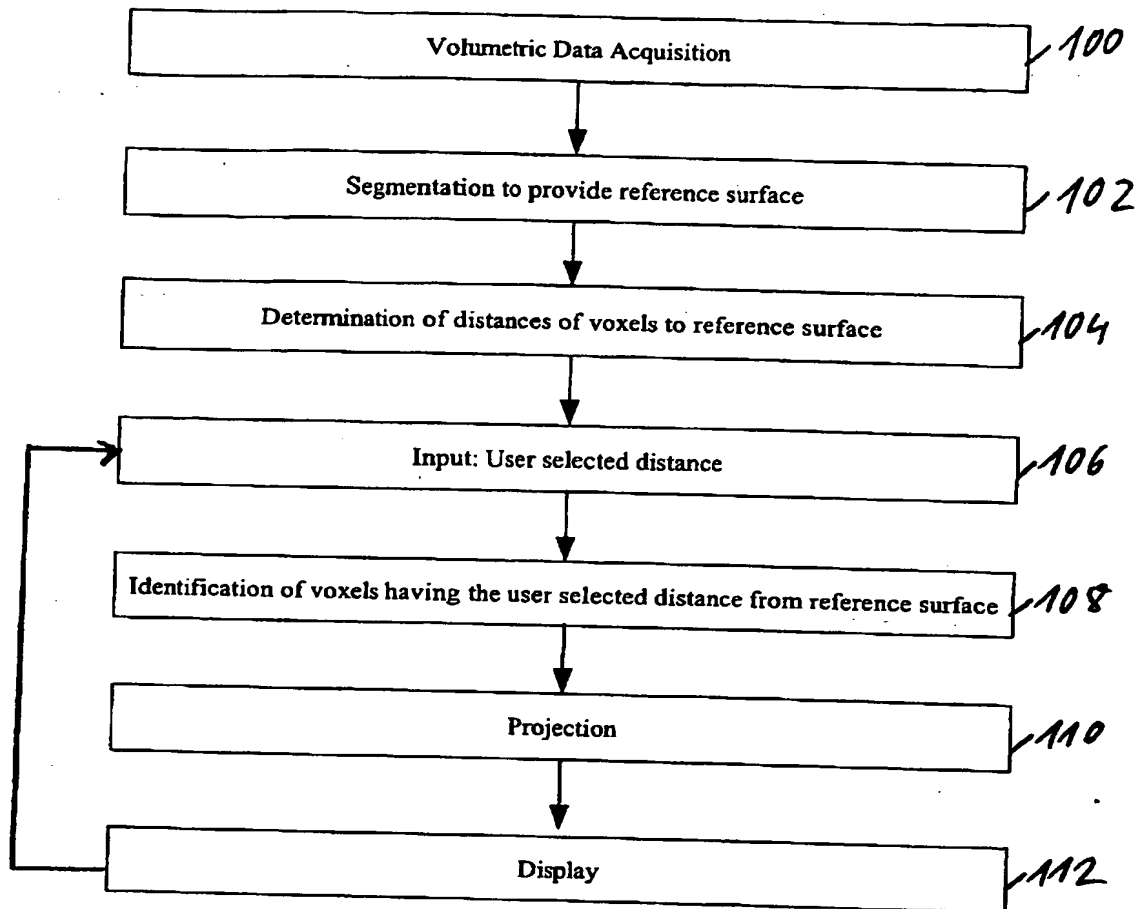 Volumetric Data Acquisition 100
Segmentation to provide reference surface 102
Determination of distances of voxels to reference surface 104
Input: User selected distance 106
Identification of voxels having the user selected distance from reference surface 108
Projection 110
Display 112